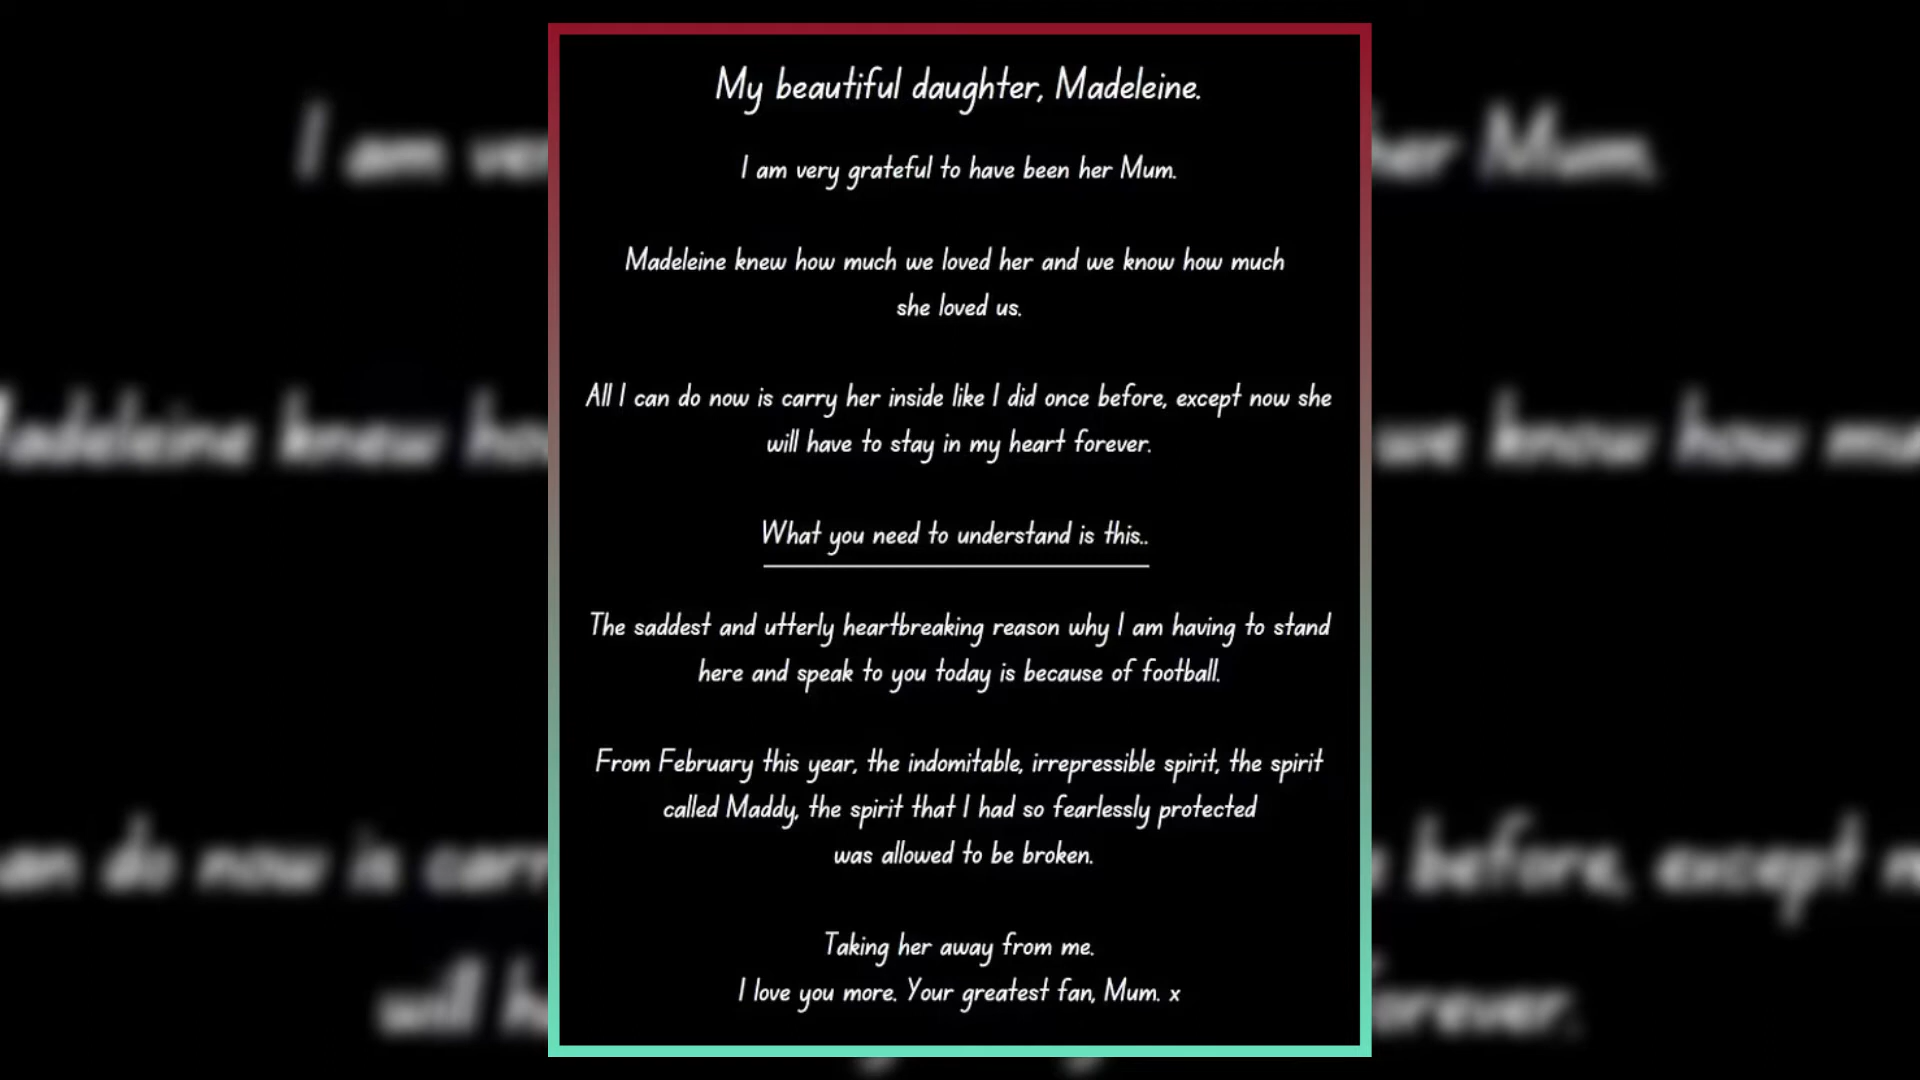 My beautiful daughter, Madeleine.
I am very grateful to have been her Mum.
Madeleine knew how much we loved her and we know how much
she loved us.
All I can do now is carry her inside like I did once before, except now she
will have to stay in my heart forever.
What you need to understand is this..
The saddest and utterly heartbreaking reason why I am having to stand
here and speak to you today is because of football.
From February this year, the indomitable, irrepressible spirit, the spirit
called Maddy, the spirit that I had so fearlessly protected
was allowed to be broken.
Taking her away from me.
I love you more. Your greatest fan, Mum. x